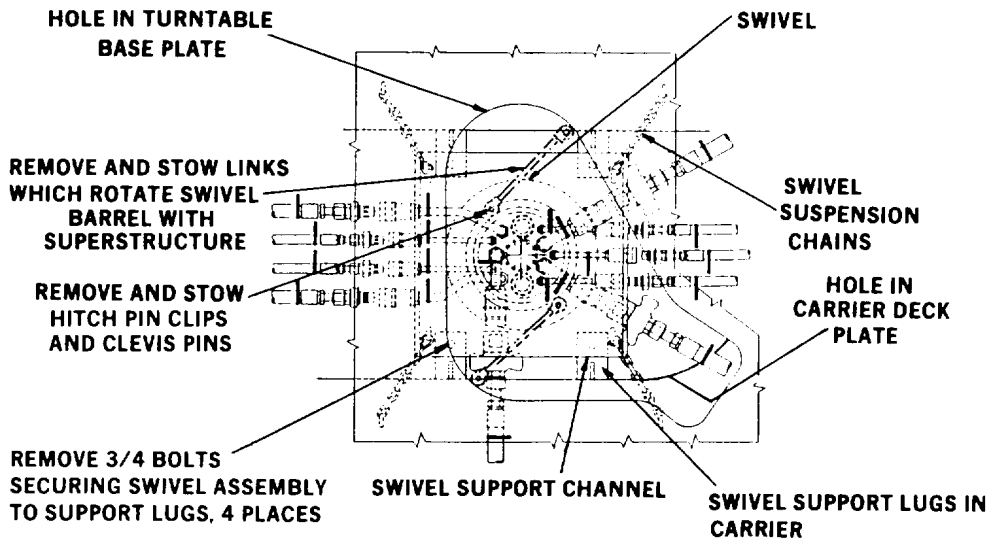 HOLE IN TURNTABLE
BASE PLATE
SWIVEL
REMOVE AND STOW LINKS
WHICH ROTATE SWIVEL
BARREL WITH
SUPERSTRUCTURE
SWIVEL
SUSPENSION
CHAINS
REMOVE AND STOW
HITCH PIN CLIPS
AND CLEVIS PINS
HOLE IN
CARRIER DECK
PLATE
REMOVE 3/4 BOLTS
SECURING SWIVEL ASSEMBLY
TO SUPPORT LUGS, 4 PLACES
SWIVEL SUPPORT CHANNEL
SWIVEL SUPPORT LUGS IN
CARRIER